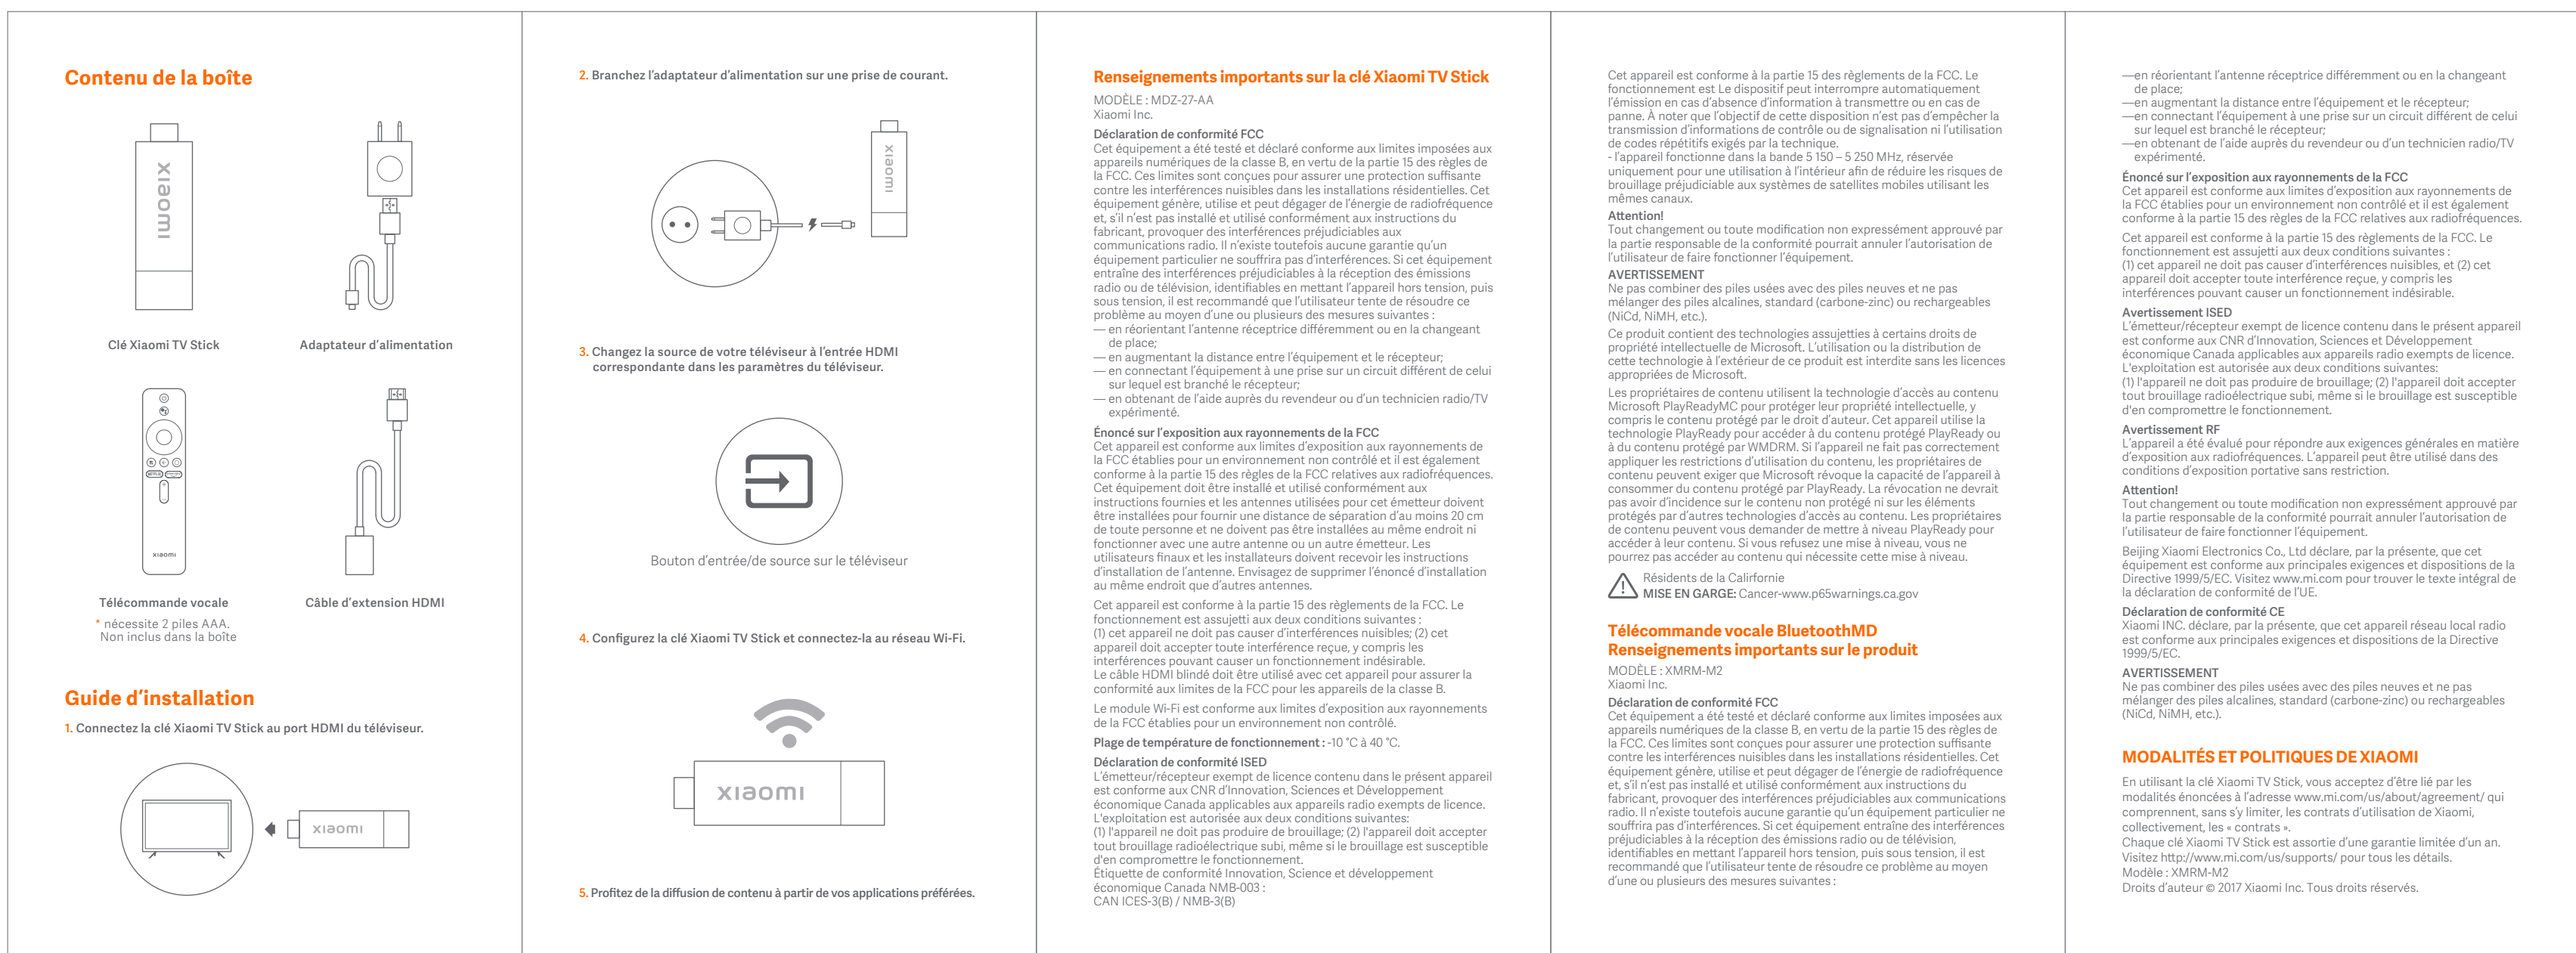 Contenu de la boîte
xıaomı
Clé Xiaomi TV Stick
Adaptateur d'alimentation
xıaomı
Télécommande vocale
* nécessite 2 piles AAA.
Non inclus dans la boîte
Câble d'extension HDMI
Guide d'installation
1. Connectez la clé Xiaomi TV Stick au port HDMI du téléviseur.
xıaomı
2. Branchez l'adaptateur d'alimentation sur une prise de courant.
xıaomı
3. Changez la source de votre téléviseur à l'entrée HDMI
correspondante dans les paramètres du téléviseur.
Bouton d'entrée/de source sur le téléviseur
4. Configurez la clé Xiaomi TV Stick et connectez-la au réseau Wi-Fi.
xıaomı
5. Profitez de la diffusion de contenu à partir de vos applications préférées.
Renseignements importants sur la clé Xiaomi TV Stick
MODÈLE : MDZ-27-AA
Xiaomi Inc.
Déclaration de conformité FCC
Cet équipement a été testé et déclaré conforme aux limites imposées aux
appareils numériques de la classe B, en vertu de la partie 15 des règles de
la FCC. Ces limites sont conçues pour assurer une protection suffisante
contre les interférences nuisibles dans les installations résidentielles. Cet
équipement génère, utilise et peut dégager de l'énergie de radiofréquence
et, s'il n'est pas installé et utilisé conformément aux instructions du
fabricant, provoquer des interférences préjudiciables aux
communications radio. Il n'existe toutefois aucune garantie qu'un
équipement particulier ne souffrira pas d'interférences. Si cet équipement
entraîne des interférences préjudiciables à la réception des émissions
radio ou de télévision, identifiables en mettant l'appareil hors tension, puis
sous tension, il est recommandé que l'utilisateur tente de résoudre ce
problème au moyen d'une ou plusieurs des mesures suivantes :
— en réorientant l'antenne réceptrice différemment ou en la changeant
de place;
— en augmentant la distance entre l'équipement et le récepteur;
— en connectant l'équipement à une prise sur un circuit différent de celui
sur lequel est branché le récepteur;
— en obtenant de l'aide auprès du revendeur ou d'un technicien radio/TV
expérimenté.
Énoncé sur l'exposition aux rayonnements de la FCC
Cet appareil est conforme aux limites d'exposition aux rayonnements de
la FCC établies pour un environnement non contrôlé et il est également
conforme à la partie 15 des règles de la FCC relatives aux radiofréquences.
Cet équipement doit être installé et utilisé conformément aux
instructions fournies et les antennes utilisées pour cet émetteur doivent
être installées pour fournir une distance de séparation d'au moins 20 cm
de toute personne et ne doivent pas être installées au même endroit ni
fonctionner avec une autre antenne ou un autre émetteur. Les
utilisateurs finaux et les installateurs doivent recevoir les instructions
d'installation de l'antenne. Envisagez de supprimer l'énoncé d'installation
au même endroit que d'autres antennes.
Cet appareil est conforme à la partie 15 des règlements de la FCC. Le
fonctionnement est assujetti aux deux conditions suivantes :
(1) cet appareil ne doit pas causer d'interférences nuisibles; (2) cet
appareil doit accepter toute interférence reçue, y compris les
interférences pouvant causer un fonctionnement indésirable.
Le câble HDMI blindé doit être utilisé avec cet appareil pour assurer la
conformité aux limites de la FCC pour les appareils de la classe B.
Le module Wi-Fi est conforme aux limites d'exposition aux rayonnements
de la FCC établies pour un environnement non contrôlé.
Plage de température de fonctionnement : -10 °C à 40 °C.
Déclaration de conformité ISED
L'émetteur/récepteur exempt de licence contenu dans le présent appareil
est conforme aux CNR d'Innovation, Sciences et Développement
économique Canada applicables aux appareils radio exempts de licence.
L'exploitation est autorisée aux deux conditions suivantes:
(1) l'appareil ne doit pas produire de brouillage; (2) l'appareil doit accepter
tout brouillage radioélectrique subi, même si le brouillage est susceptible
d'en compromettre le fonctionnement.
Étiquette de conformité Innovation, Science et développement
économique Canada NMB-003 :
CAN ICES-3(B) / NMB-3(B)
Cet appareil est conforme à la partie 15 des règlements de la FCC. Le
fonctionnement est Le dispositif peut interrompre automatiquement
l'émission en cas d'absence d'information à transmettre ou en cas de
panne. À noter que l'objectif de cette disposition n'est pas d'empêcher la
transmission d'informations de contrôle ou de signalisation ni l'utilisation
de codes répétitifs exigés par la technique.
- l'appareil fonctionne dans la bande 5 150 – 5 250 MHz, réservée
uniquement pour une utilisation à l'intérieur afin de réduire les risques de
brouillage préjudiciable aux systèmes de satellites mobiles utilisant les
mêmes canaux.
Attention!
Tout changement ou toute modification non expressément approuvé par
la partie responsable de la conformité pourrait annuler l'autorisation de
l'utilisateur de faire fonctionner l'équipement.
AVERTISSEMENT
Ne pas combiner des piles usées avec des piles neuves et ne pas
mélanger des piles alcalines, standard (carbone-zinc) ou rechargeables
(NiCd, NiMH, etc.).
Ce produit contient des technologies assujetties à certains droits de
propriété intellectuelle de Microsoft. L'utilisation ou la distribution de
cette technologie à l'extérieur de ce produit est interdite sans les licences
appropriées de Microsoft.
Les propriétaires de contenu utilisent la technologie d'accès au contenu
Microsoft PlayReadyMC pour protéger leur propriété intellectuelle, y
compris le contenu protégé par le droit d'auteur. Cet appareil utilise la
technologie PlayReady pour accéder à du contenu protégé PlayReady ou
à du contenu protégé par WMDRM. Si l'appareil ne fait pas correctement
appliquer les restrictions d'utilisation du contenu, les propriétaires de
contenu peuvent exiger que Microsoft révoque la capacité de l'appareil à
consommer du contenu protégé par PlayReady. La révocation ne devrait
pas avoir d'incidence sur le contenu non protégé ni sur les éléments
protégés par d'autres technologies d'accès au contenu. Les propriétaires
de contenu peuvent vous demander de mettre à niveau PlayReady pour
accéder à leur contenu. Si vous refusez une mise à niveau, vous ne
pourrez pas accéder au contenu qui nécessite cette mise à niveau.
Résidents de la Califirfornie
MISE EN GARGE: Cancer-www.p65warnings.ca.gov
Télécommande vocale BluetoothMD
Renseignements importants sur le produit
MODÈLE : XMRM-M2
Xiaomi Inc.
Déclaration de conformité FCC
Cet équipement a été testé et déclaré conforme aux limites imposées aux
appareils numériques de la classe B, en vertu de la partie 15 des règles de
la FCC. Ces limites sont conçues pour assurer une protection suffisante
contre les interférences nuisibles dans les installations résidentielles. Cet
équipement génère, utilise et peut dégager de l'énergie de radiofréquence
et, s'il n'est pas installé et utilisé conformément aux instructions du
fabricant, provoquer des interférences préjudiciables aux communications
radio. Il n'existe toutefois aucune garantie qu'un équipement particulier ne
souffrira pas d'interférences. Si cet équipement entraîne des interférences
préjudiciables à la réception des émissions radio ou de télévision,
identifiables en mettant l'appareil hors tension, puis sous tension, il est
recommandé que l'utilisateur tente de résoudre ce problème au moyen
d'une ou plusieurs des mesures suivantes :
—en réorientant l'antenne réceptrice différemment ou en la changeant
de place;
—en augmentant la distance entre l'équipement et le récepteur;
—en connectant l'équipement à une prise sur un circuit différent de celui
sur lequel est branché le récepteur;
—en obtenant de l'aide auprès du revendeur ou d'un technicien radio/TV
expérimenté.
Énoncé sur l'exposition aux rayonnements de la FCC
Cet appareil est conforme aux limites d'exposition aux rayonnements de
la FCC établies pour un environnement non contrôlé et il est également
conforme à la partie 15 des règles de la FCC relatives aux radiofréquences.
Cet appareil est conforme à la partie 15 des règlements de la FCC. Le
fonctionnement est assujetti aux deux conditions suivantes :
(1) cet appareil ne doit pas causer d'interférences nuisibles, et (2) cet
appareil doit accepter toute interférence reçue, y compris les
interférences pouvant causer un fonctionnement indésirable.
Avertissement ISED
L'émetteur/récepteur exempt de licence contenu dans le présent appareil
est conforme aux CNR d'Innovation, Sciences et Développement
économique Canada applicables aux appareils radio exempts de licence.
L'exploitation est autorisée aux deux conditions suivantes:
(1) l'appareil ne doit pas produire de brouillage; (2) l'appareil doit accepter
tout brouillage radioélectrique subi, même si le brouillage est susceptible
d'en compromettre le fonctionnement.
Avertissement RF
L'appareil a été évalué pour répondre aux exigences générales en matière
d'exposition aux radiofréquences. L'appareil peut être utilisé dans des
conditions d'exposition portative sans restriction.
Attention!
Tout changement ou toute modification non expressément approuvé par
la partie responsable de la conformité pourrait annuler l'autorisation de
l'utilisateur de faire fonctionner l'équipement.
Beijing Xiaomi Electronics Co., Ltd déclare, par la présente, que cet
équipement est conforme aux principales exigences et dispositions de la
Directive 1999/5/EC. Visitez www.mi.com pour trouver le texte intégral de
la déclaration de conformité de l'UE.
Déclaration de conformité CE
Xiaomi INC. déclare, par la présente, que cet appareil réseau local radio
est conforme aux principales exigences et dispositions de la Directive
1999/5/EC.
AVERTISSEMENT
Ne pas combiner des piles usées avec des piles neuves et ne pas
mélanger des piles alcalines, standard (carbone-zinc) ou rechargeables
(NiCd, NiMH, etc.).
MODALITÉS ET POLITIQUES DE XIAOMI
En utilisant la clé Xiaomi TV Stick, vous acceptez d'être lié par les
modalités énoncées à l'adresse www.mi.com/us/about/agreement/ qui
comprennent, sans s'y limiter, les contrats d'utilisation de Xiaomi,
collectivement, les « contrats ».
Chaque clé Xiaomi TV Stick est assortie d'une garantie limitée d'un an.
Visitez http://www.mi.com/us/supports/ pour tous les détails.
Modèle : XMRM-M2
Droits d'auteur © 2017 Xiaomi Inc. Tous droits réservés.